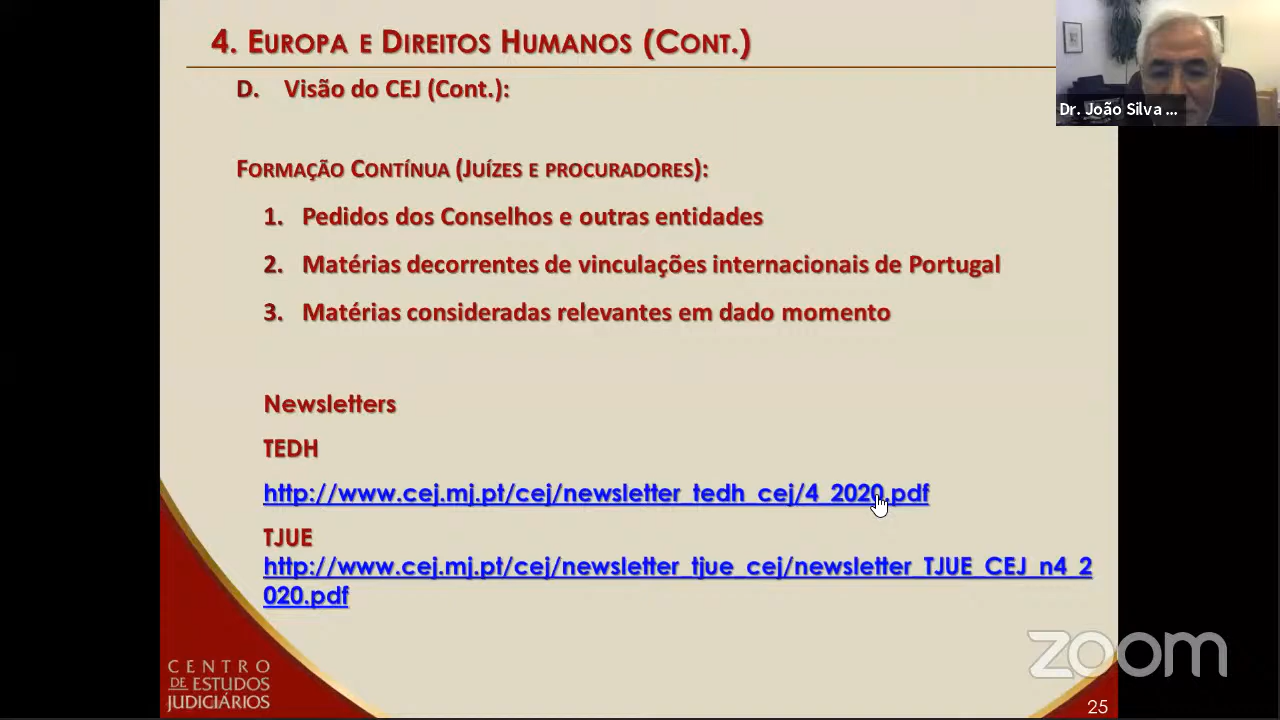 4. Europa e Direitos Humanos (Cont.)
D. Visão do CEJ (Cont.):
Formação Contínua (Juízes e procuradores):
1. Pedidos dos Conselhos e outras entidades
2. Matérias decorrentes de vinculações internacionais de Portugal
3. Matérias consideradas relevantes em dado momento
Newsletters
TEDH
http://www.cej.mj.pt/cej/newsletter_tedh_cej/4_2020.pdf
TJUE
http://www.cej.mj.pt/cej/newsletter_tjue_cej/newsletter_TJUE_CEJ_n4_2
020.pdf
CENTRO
DE ESTUDOS
JUDICIÁRIOS
25
Dr. João Silva ...
zoom